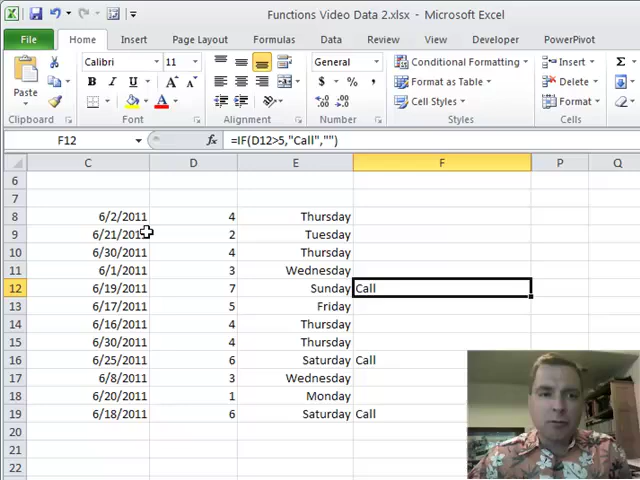 Functions Video Data 2.xlsx - Microsoft Excel
File Home Insert Page Layout Formulas Data Review View Developer PowerPivot
Paste
Calibri 11
B I U
General
$ % ,
Conditional Formatting
Format as Table
Cell Styles
Insert
Delete
Format
Clipboard Font Alignment Number Styles Cells
F12 fx =IF(D12>5,"Call","")
C D E F P Q
6
7
8 6/2/2011 4 Thursday
9 6/21/2011 2 Tuesday
10 6/30/2011 4 Thursday
11 6/1/2011 3 Wednesday
12 6/19/2011 7 Sunday Call
13 6/17/2011 5 Friday
14 6/16/2011 4 Thursday
15 6/30/2011 4 Thursday
16 6/25/2011 6 Saturday Call
17 6/8/2011 3 Wednesday
18 6/20/2011 1 Monday
19 6/18/2011 6 Saturday Call
20
21
22